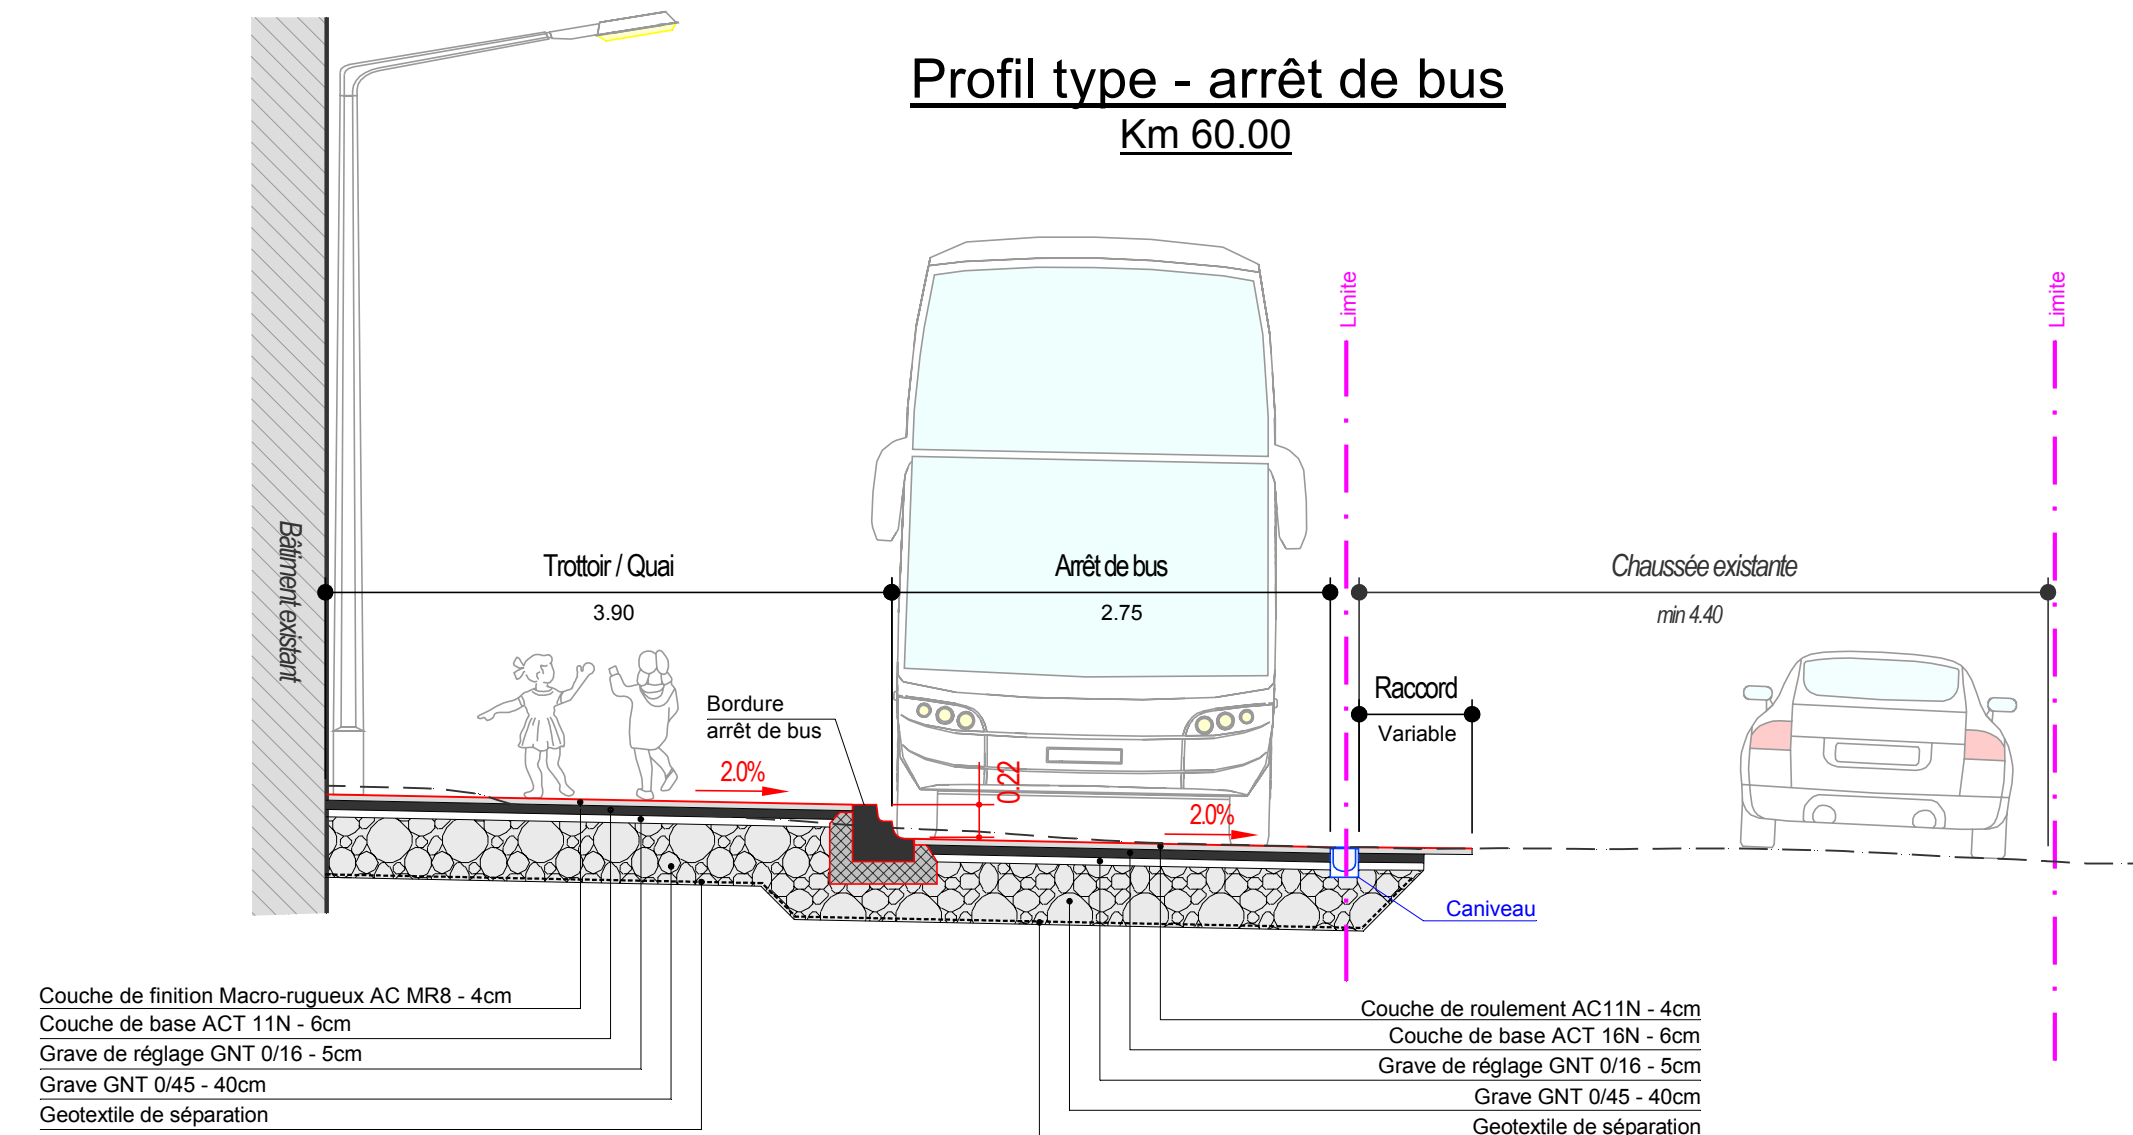 Profil type - arrêt de bus
Km 60.00
Limite
Limite
Bâtiment existant
Trottoir / Quai
3.90
Arrêt de bus
2.75
Chaussée existante
min 4.40
Raccord
Variable
Bordure
arrêt de bus
2.0%
0.22
2.0%
Caniveau
Couche de finition Macro-rugueux AC MR8 - 4cm
Couche de base ACT 11N - 6cm
Grave de réglage GNT 0/16 - 5cm
Grave GNT 0/45 - 40cm
Geotextile de séparation
Couche de roulement AC11N - 4cm
Couche de base ACT 16N - 6cm
Grave de réglage GNT 0/16 - 5cm
Grave GNT 0/45 - 40cm
Geotextile de séparation